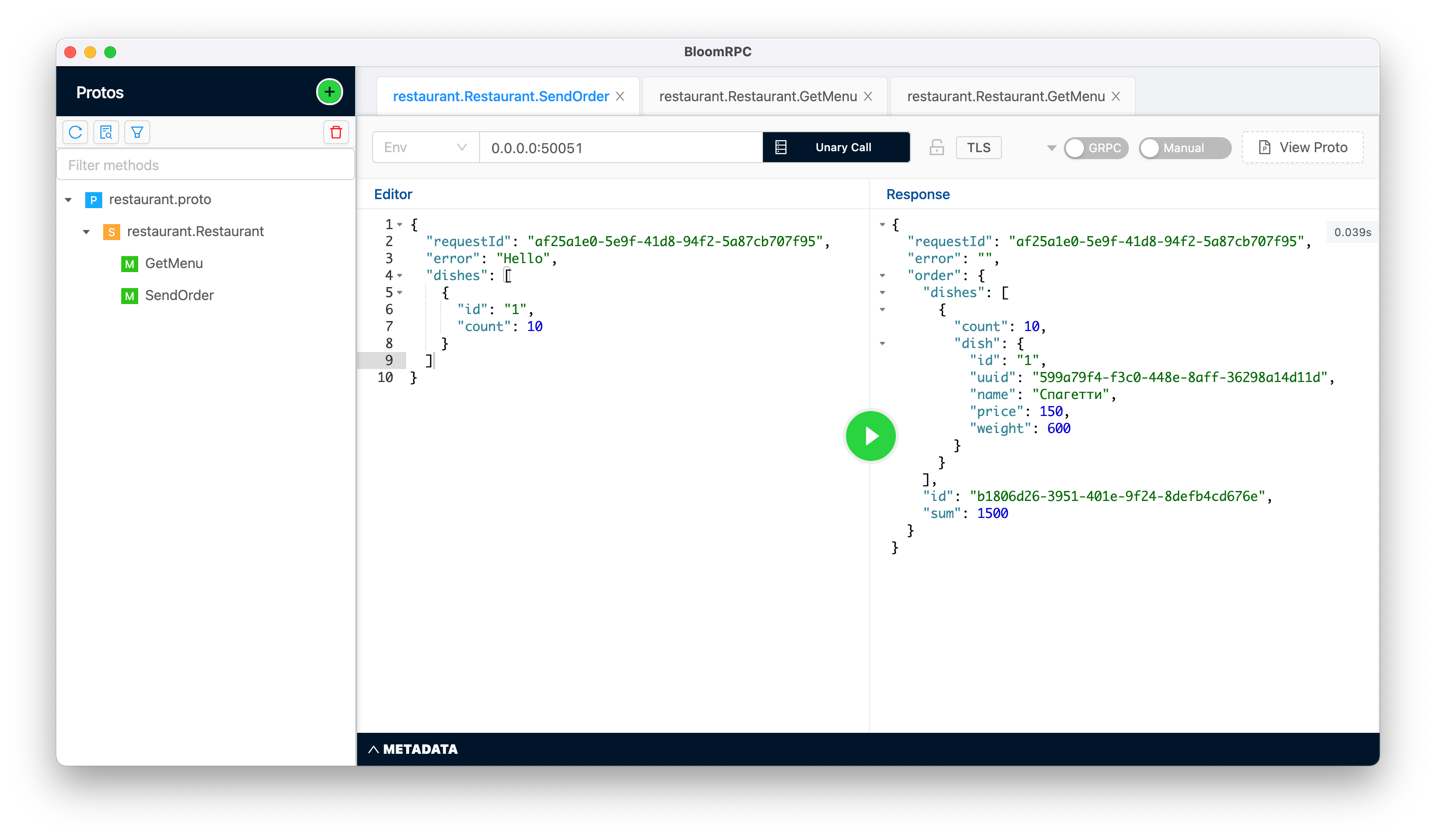 BloomRPC
Protos
restaurant.Restaurant.SendOrder
restaurant.Restaurant.GetMenu
restaurant.Restaurant.GetMenu
Filter methods
P restaurant.proto
S restaurant.Restaurant
M GetMenu
M SendOrder
Env
0.0.0.0:50051
Unary Call
TLS
GRPC
Manual
View Proto
Editor
1 {
2 "requestId": "af25a1e0-5e9f-41d8-94f2-5a87cb707f95",
3 "error": "Hello",
4 "dishes": [
5 {
6 "id": "1",
7 "count": 10
8 }
9 ]
10 }
Response
0.039s
{
"requestId": "af25a1e0-5e9f-41d8-94f2-5a87cb707f95",
"error": "",
"order": {
"dishes": [
{
"count": 10,
"dish": {
"id": "1",
"uuid": "599a79f4-f3c0-448e-8aff-36298a14d11d",
"name": "Спагетти",
"price": 150,
"weight": 600
}
}
],
"id": "b1806d26-3951-401e-9f24-8defb4cd676e",
"sum": 1500
}
}
METADATA